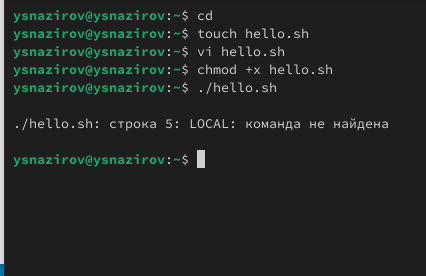 ysnazirov@ysnazirov:~$ cd
ysnazirov@ysnazirov:~$ touch hello.sh
ysnazirov@ysnazirov:~$ vi hello.sh
ysnazirov@ysnazirov:~$ chmod +x hello.sh
ysnazirov@ysnazirov:~$ ./hello.sh
./hello.sh: строка 5: LOCAL: команда не найдена
ysnazirov@ysnazirov:~$